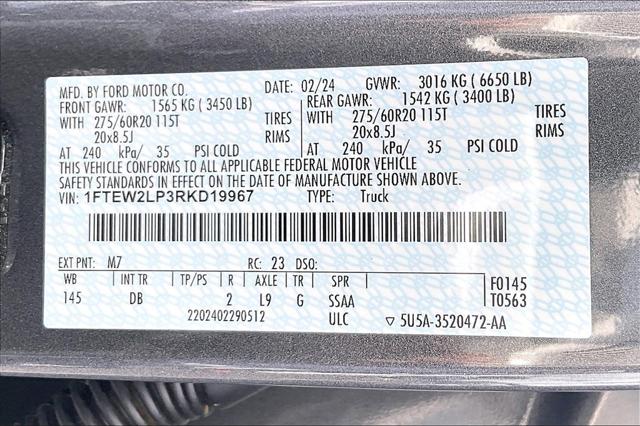 MFD. BY FORD MOTOR CO. DATE: 02/24 GVWR: 3016 KG ( 6650 LB)
FRONT GAWR: 1565 KG ( 3450 LB) REAR GAWR: 1542 KG ( 3400 LB)
WITH 275/60R20 115T TIRES WITH 275/60R20 115T TIRES
20x8.5J RIMS 20x8.5J RIMS
AT 240 kPa/ 35 PSI COLD AT 240 kPa/ 35 PSI COLD
THIS VEHICLE CONFORMS TO ALL APPLICABLE FEDERAL MOTOR VEHICLE
SAFETY STANDARDS IN EFFECT ON THE DATE OF MANUFACTURE SHOWN ABOVE.
VIN: 1FTEW2LP3RKD19967 TYPE: Truck
EXT PNT: M7 RC: 23 DSO:
WB INT TR TP/PS R AXLE TR SPR F0145
145 DB 2 L9 G SSAA T0563
2202402290512 ULC ▽ 5U5A-3520472-AA